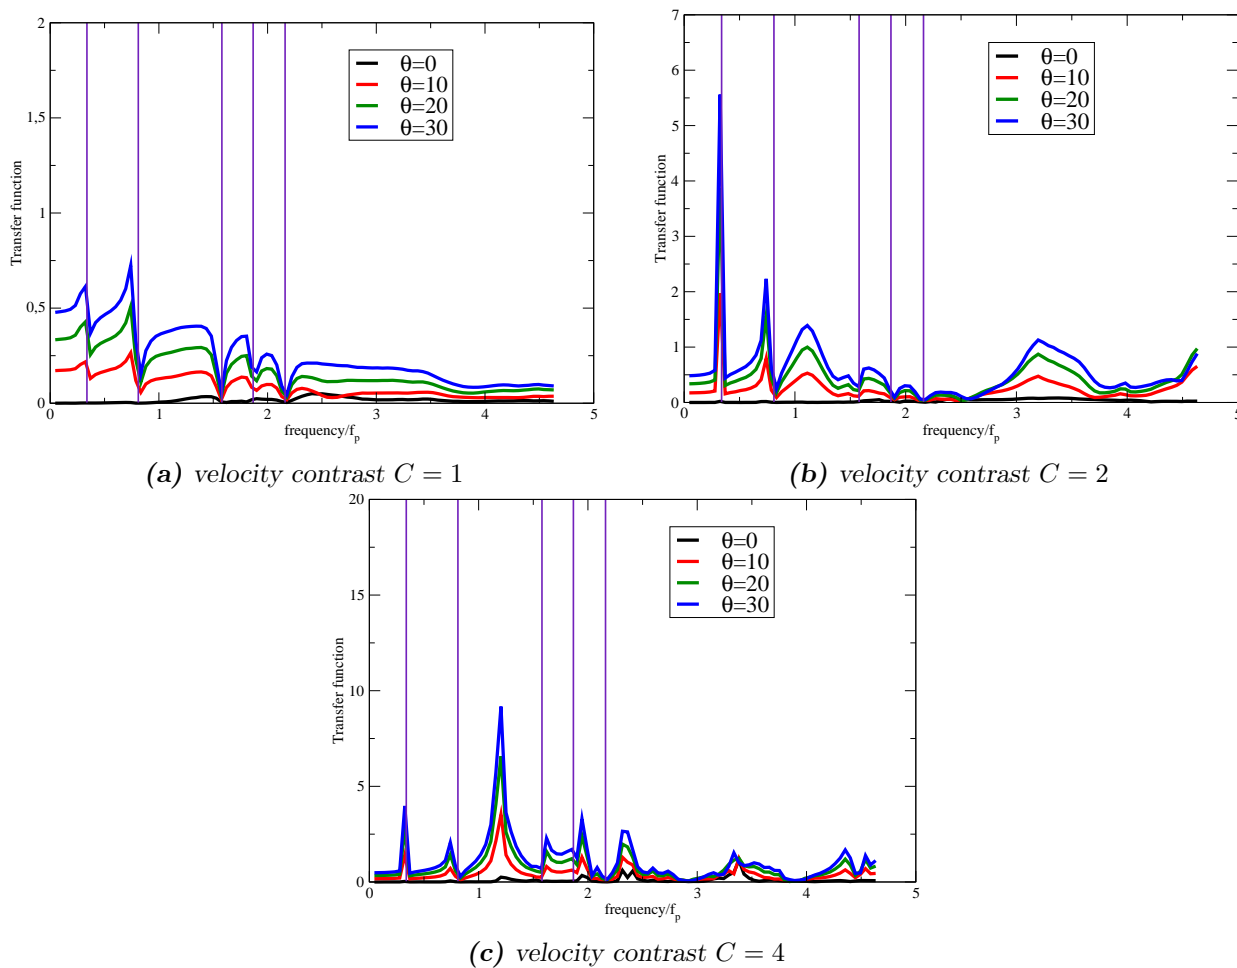 2
1.5
1
0.5
0
Transfer function
θ=0
θ=10
θ=20
θ=30
0 1 2 3 4 5
frequency/fp
(a) velocity contrast C = 1
7
6
5
4
3
2
1
0
Transfer function
θ=0
θ=10
θ=20
θ=30
0 1 2 3 4 5
frequency/fp
(b) velocity contrast C = 2
20
15
10
5
0
Transfer function
θ=0
θ=10
θ=20
θ=30
0 1 2 3 4 5
frequency/fp
(c) velocity contrast C = 4